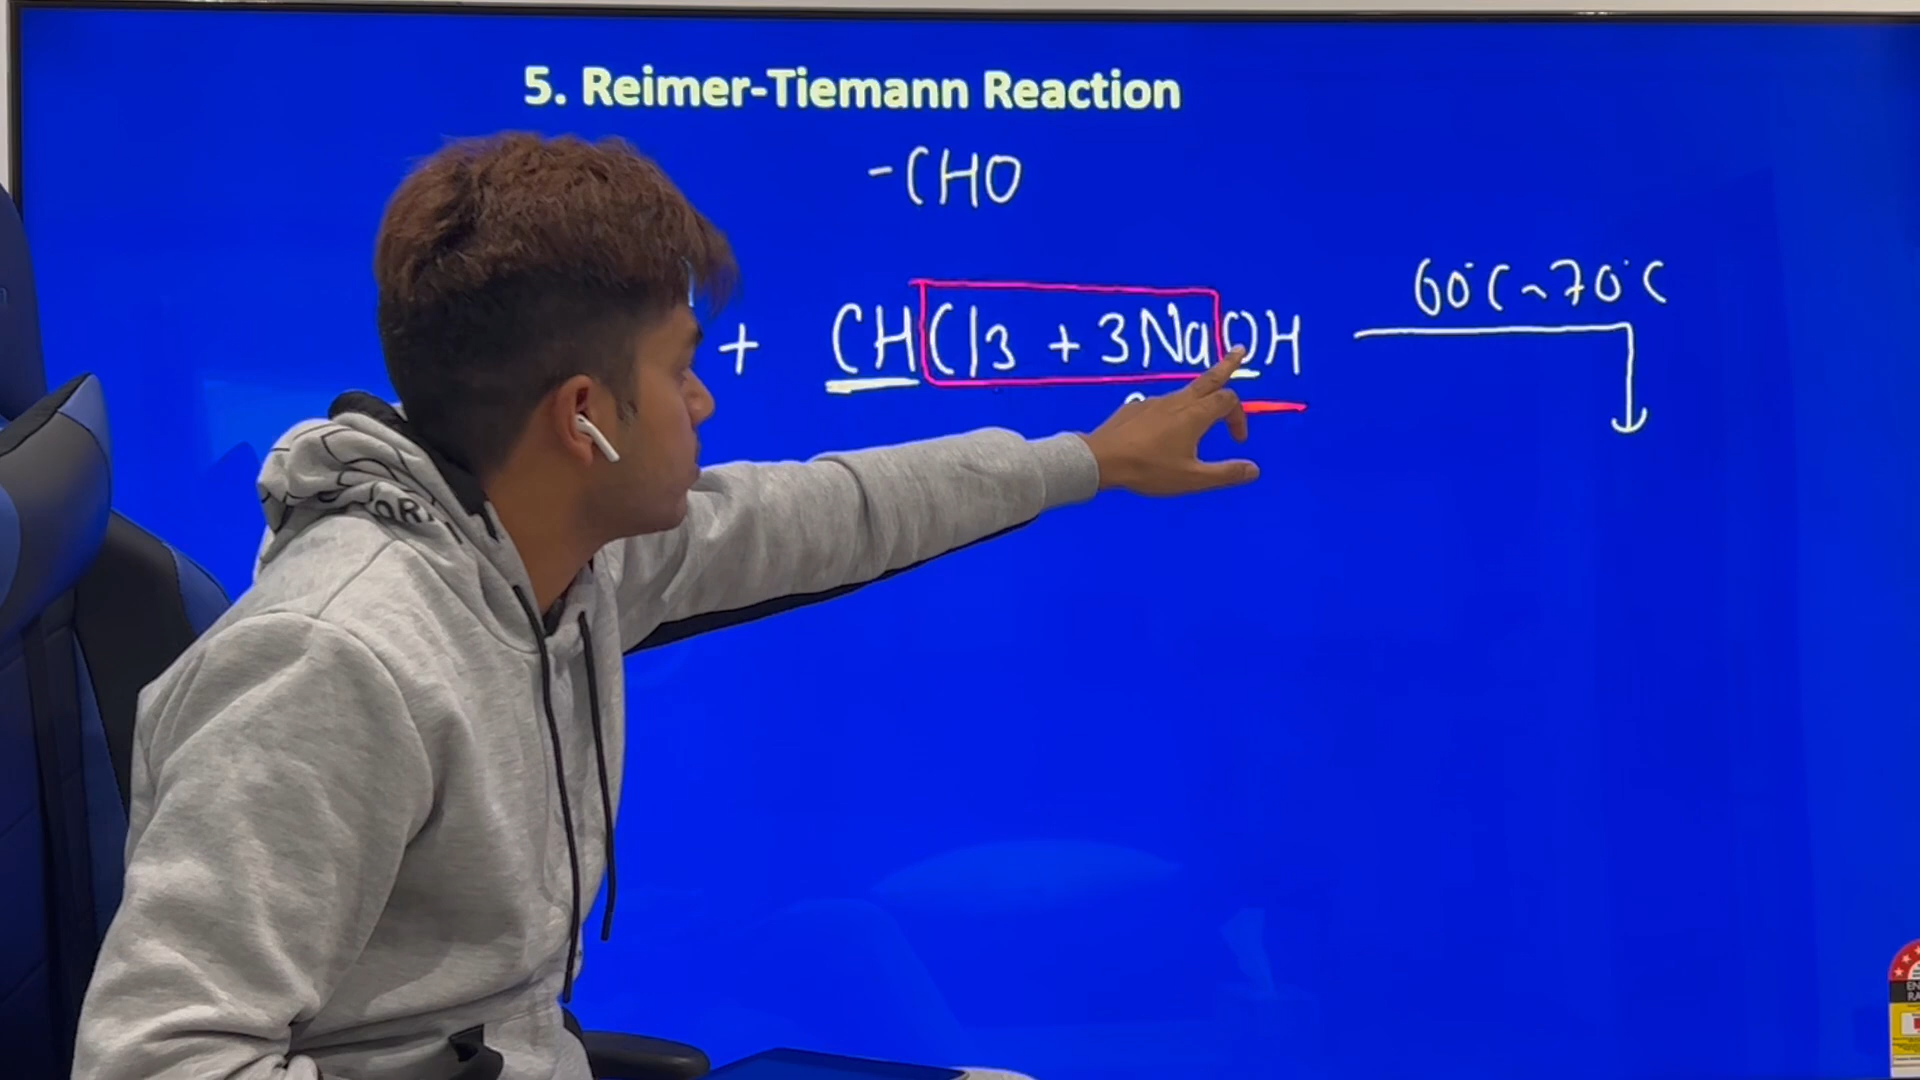 5. Reimer-Tiemann Reaction
-CHO
60°C ~ 70°C
+ CHCl3 + 3NaOH